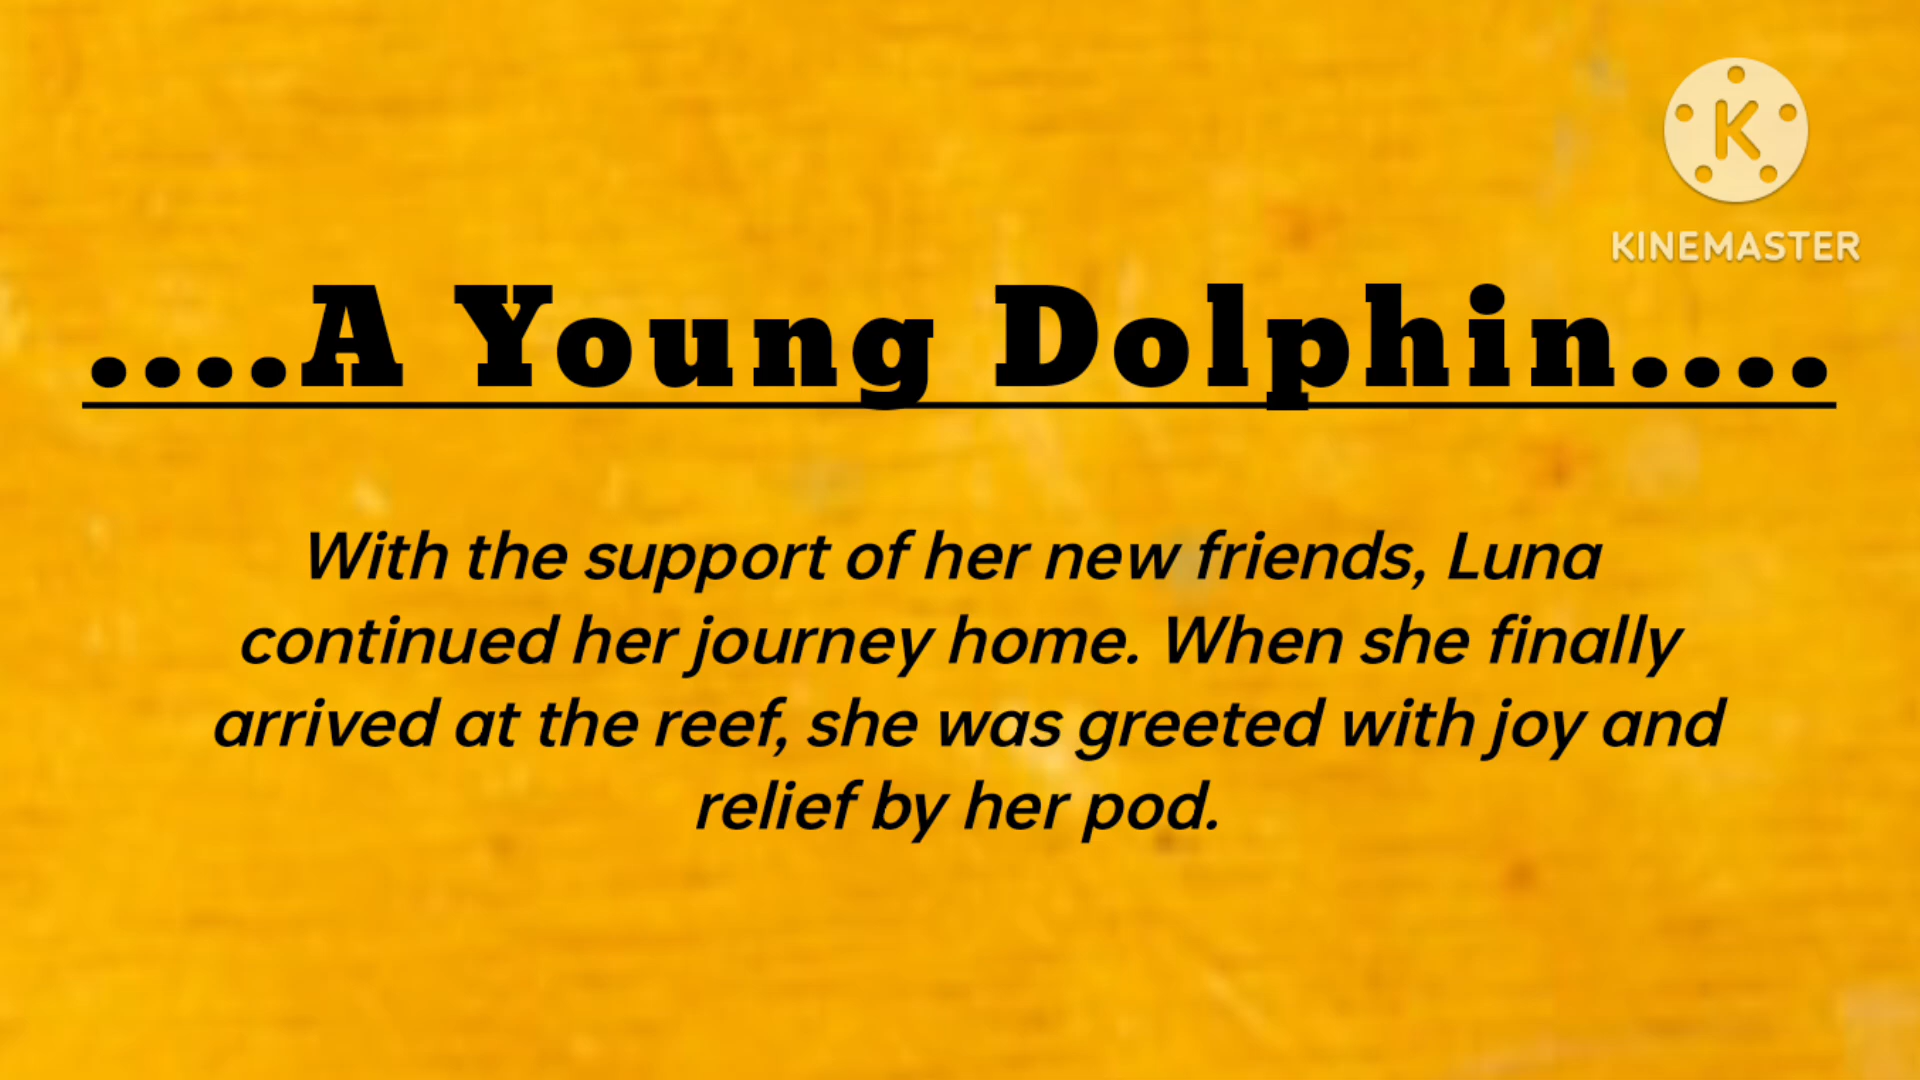 K
KINEMASTER
....A Young Dolphin....
With the support of her new friends, Luna
continued her journey home. When she finally
arrived at the reef, she was greeted with joy and
relief by her pod.